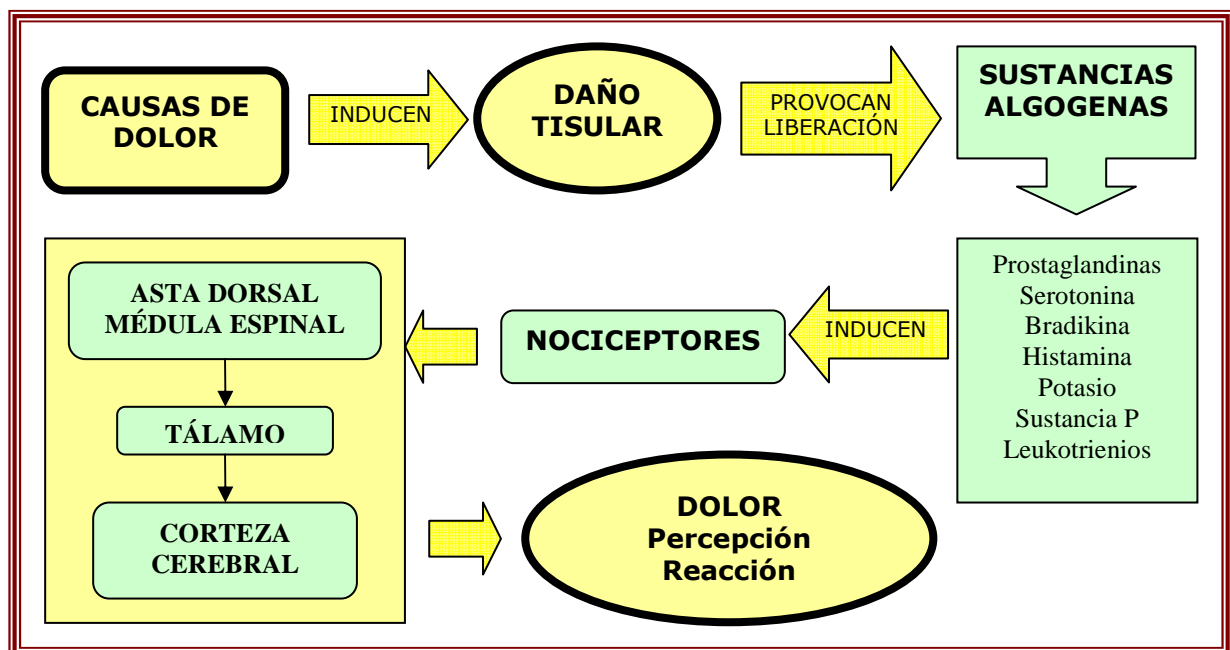 CAUSAS DE
DOLOR
INDUCEN
DAÑO
TISULAR
PROVOCAN
LIBERACIÓN
SUSTANCIAS
ALGOGENAS
Prostaglandinas
Serotonina
Bradikina
Histamina
Potasio
Sustancia P
Leukotrienios
INDUCEN
NOCICEPTORES
ASTA DORSAL
MÉDULA ESPINAL
TÁLAMO
CORTEZA
CEREBRAL
DOLOR
Percepción
Reacción